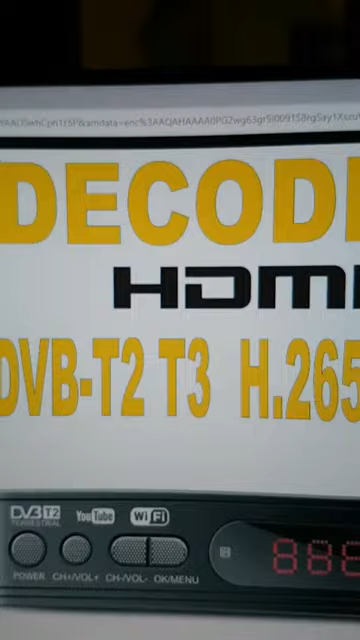 DECOD
HDMI
DVB-T2 T3 H.265
DVB T2
TERRESTRIAL
YouTube
WiFi
POWER CH+/VOL+ CH-/VOL- OK/MENU
888